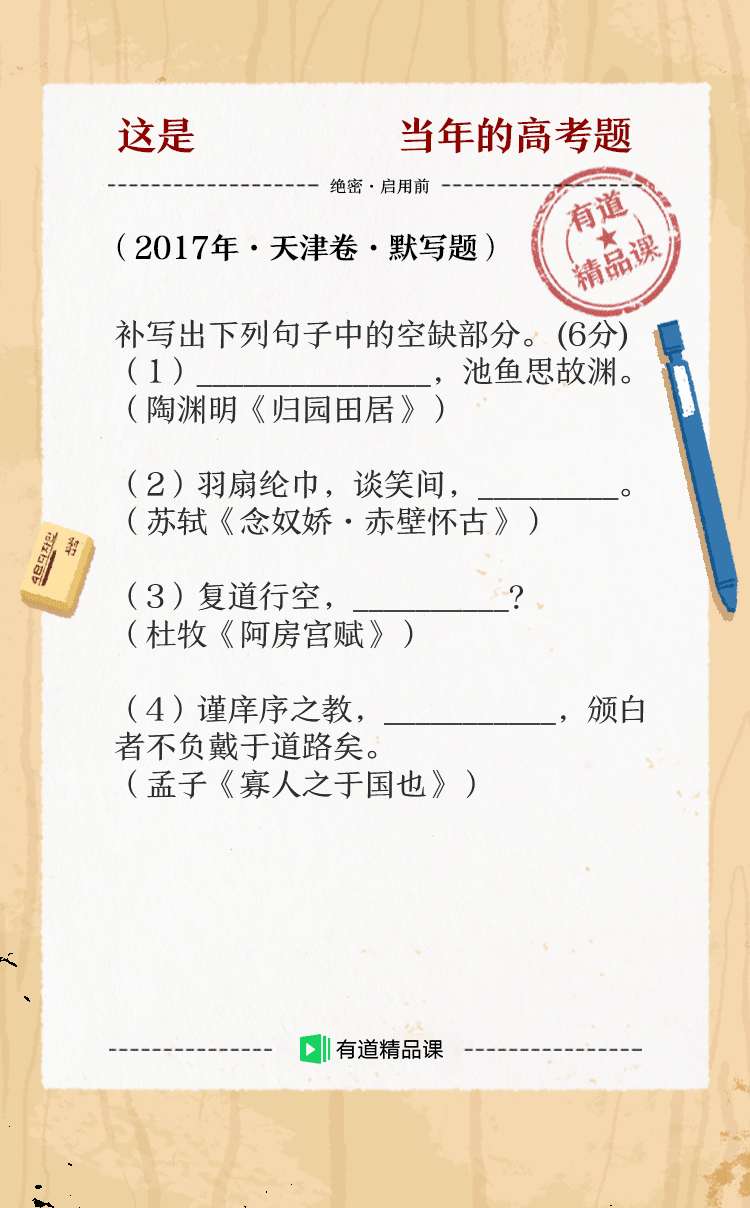 这是 当年的高考题
绝密·启用前
有道
精品课
（2017年·天津卷·默写题）
补写出下列句子中的空缺部分。(6分)
（1）_______________，池鱼思故渊。
（陶渊明《归园田居》）
（2）羽扇纶巾，谈笑间，_________。
（苏轼《念奴娇·赤壁怀古》）
（3）复道行空，__________?
（杜牧《阿房宫赋》）
（4）谨庠序之教，___________，颁白
者不负戴于道路矣。
（孟子《寡人之于国也》）
有道精品课